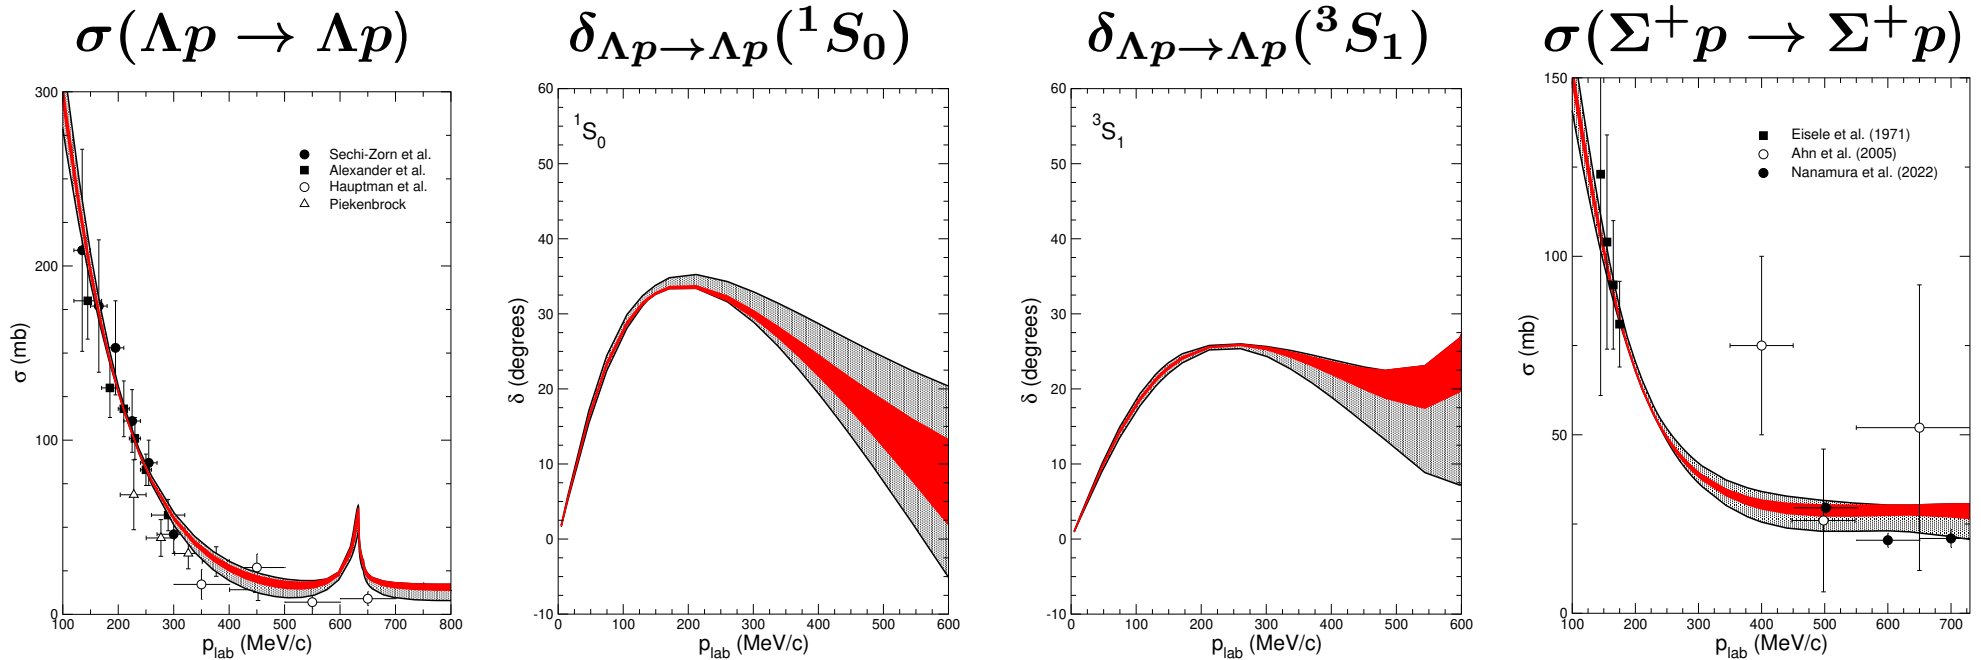 σ(Λp → Λp)
300
200
100
0
100 200 300 400 500 600 700 800
σ (mb)
p_lab (MeV/c)
Sechi-Zorn et al.
Alexander et al.
Hauptman et al.
Piekenbrock
δ_Λp→Λp(¹S₀)
¹S₀
60
50
40
30
20
10
0
-10
0 100 200 300 400 500 600
δ (degrees)
p_lab (MeV/c)
δ_Λp→Λp(³S₁)
³S₁
60
50
40
30
20
10
0
-10
0 100 200 300 400 500 600
δ (degrees)
p_lab (MeV/c)
σ(Σ⁺p → Σ⁺p)
150
100
50
0
100 200 300 400 500 600 700
σ (mb)
p_lab (MeV/c)
Eisele et al. (1971)
Ahn et al. (2005)
Nanamura et al. (2022)